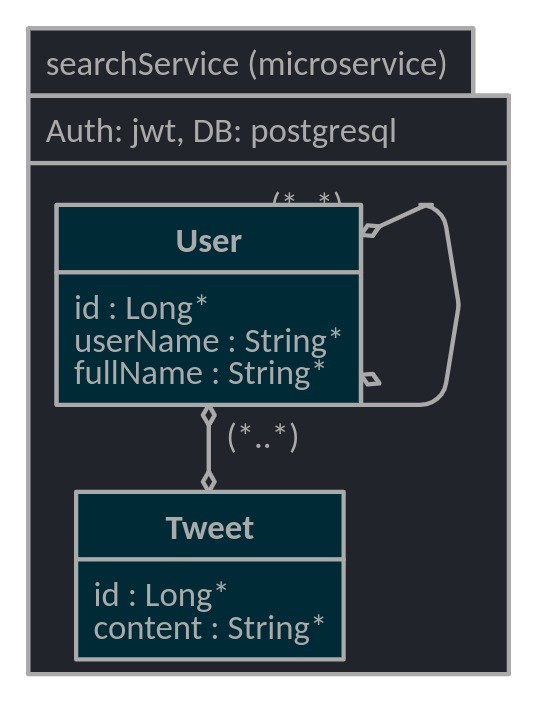 searchService (microservice)
Auth: jwt, DB: postgresql
(*..*)
User
id : Long*
userName : String*
fullName : String*
(*..*)
Tweet
id : Long*
content : String*